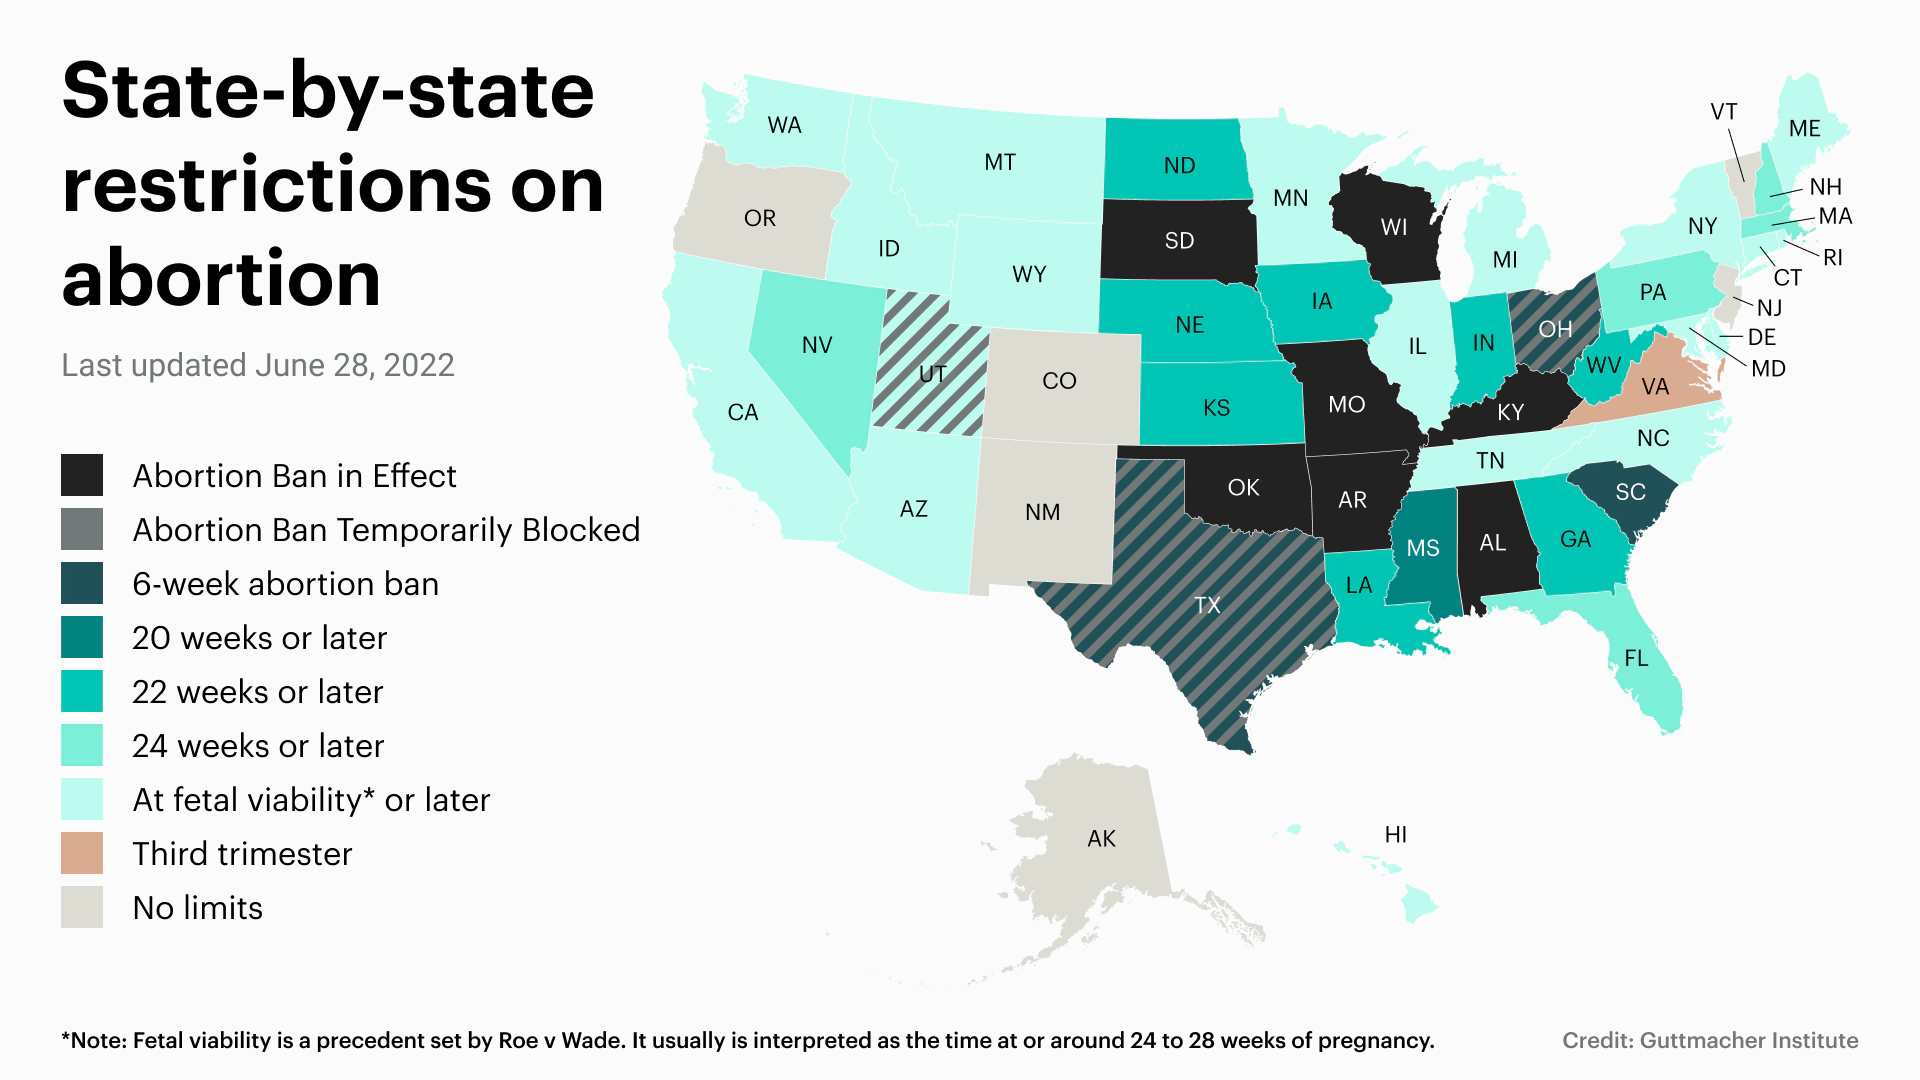 State-by-state
restrictions on
abortion
Last updated June 28, 2022
Abortion Ban in Effect
Abortion Ban Temporarily Blocked
6-week abortion ban
20 weeks or later
22 weeks or later
24 weeks or later
At fetal viability* or later
Third trimester
No limits
WA
MT
ND
MN
WI
MI
VT
ME
NH
MA
NY
RI
CT
OR
ID
WY
SD
IA
PA
NJ
DE
MD
NV
UT
CO
NE
IL
IN
OH
WV
VA
CA
KS
MO
KY
NC
TN
AZ
NM
OK
AR
SC
MS
AL
GA
LA
TX
FL
AK
HI
*Note: Fetal viability is a precedent set by Roe v Wade. It usually is interpreted as the time at or around 24 to 28 weeks of pregnancy.
Credit: Guttmacher Institute